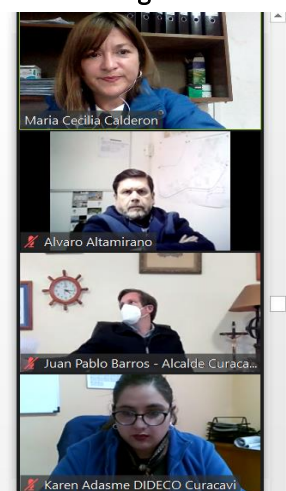 Maria Cecilia Calderon
Alvaro Altamirano
Juan Pablo Barros - Alcalde Curaca...
Karen Adasme DIDECO Curacavi